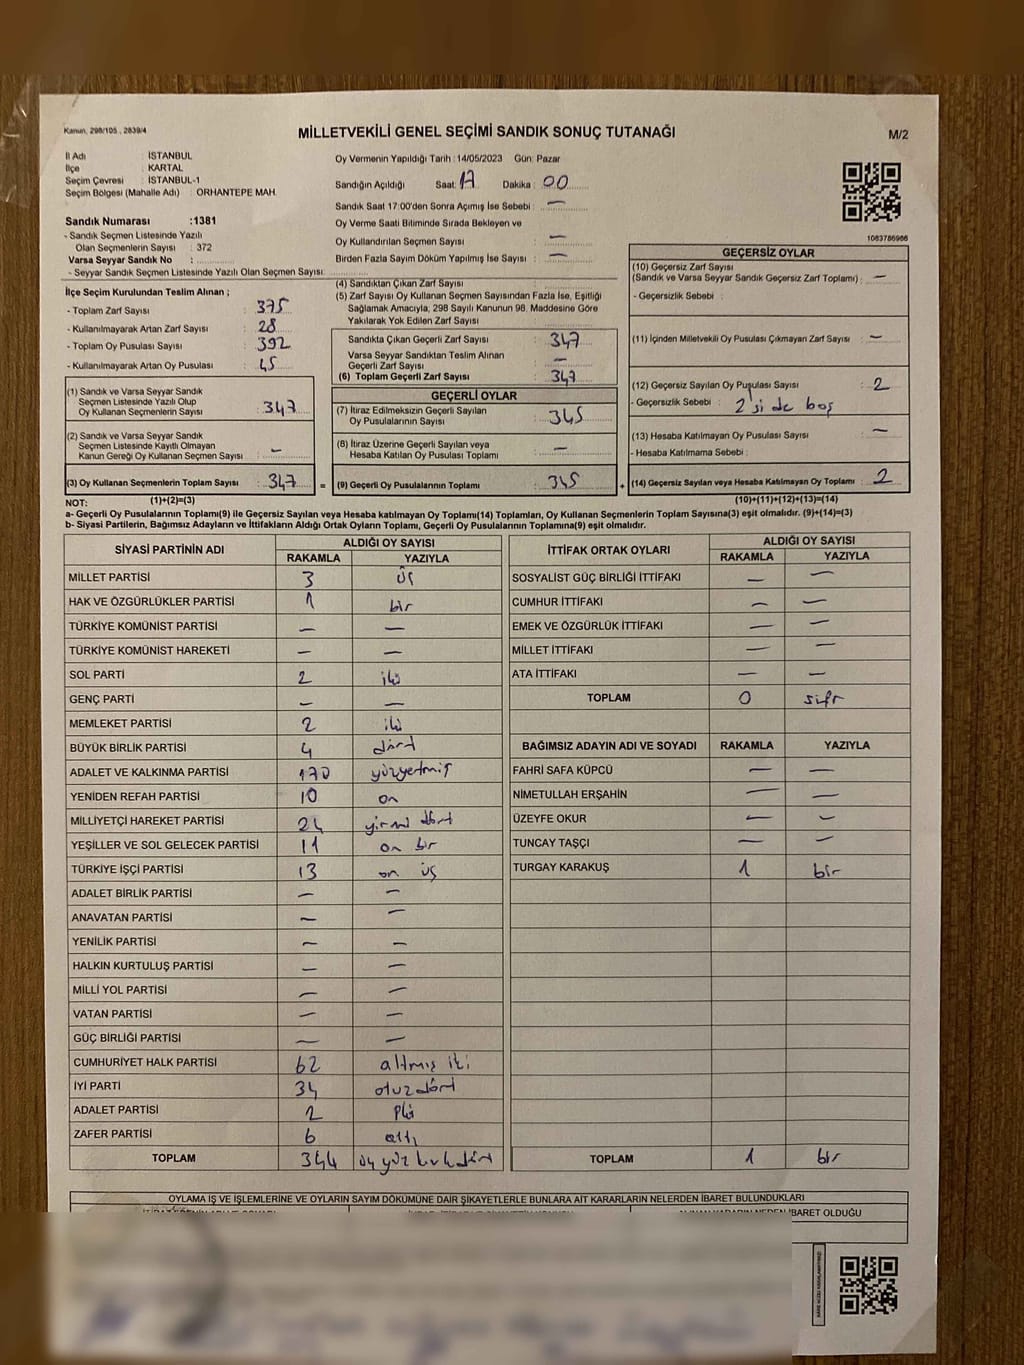 Kanun, 298/105 , 2839/4
MİLLETVEKİLİ GENEL SEÇİMİ SANDIK SONUÇ TUTANAĞI
M/2
İl Adı : İSTANBUL
İlçe : KARTAL
Seçim Çevresi : İSTANBUL-1
Seçim Bölgesi (Mahalle Adı) : ORHANTEPE MAH.
Sandık Numarası :1381
- Sandık Seçmen Listesinde Yazılı
Olan Seçmenlerin Sayısı : 372
Varsa Seyyar Sandık No :
- Seyyar Sandık Seçmen Listesinde Yazılı Olan Seçmen Sayısı:
Oy Vermenin Yapıldığı Tarih : 14/05/2023 Gün: Pazar
Sandığın Açıldığı Saat: 17 Dakika : 00
Sandık Saat 17:00'den Sonra Açımış İse Sebebi : —
Oy Verme Saati Bitiminde Sırada Bekleyen ve
Oy Kullandırılan Seçmen Sayısı : —
Birden Fazla Sayım Döküm Yapılmış İse Sayısı : —
1083786966
İlçe Seçim Kurulundan Teslim Alınan ;
- Toplam Zarf Sayısı : 375
- Kullanılmayarak Artan Zarf Sayısı : 28
- Toplam Oy Pusulası Sayısı : 392
- Kullanılmayarak Artan Oy Pusulası : 45
(1) Sandık ve Varsa Seyyar Sandık
Seçmen Listesinde Yazılı Olup
Oy Kullanan Seçmenlerin Sayısı : 347
(2) Sandık ve Varsa Seyyar Sandık
Seçmen Listesinde Kayıtlı Olmayan
Kanun Gereği Oy Kullanan Seçmen Sayısı : —
(3) Oy Kullanan Seçmenlerin Toplam Sayısı : 347 =
(4) Sandıktan Çıkan Zarf Sayısı :
(5) Zarf Sayısı Oy Kullanan Seçmen Sayısından Fazla İse, Eşitliği
Sağlamak Amacıyla, 298 Sayılı Kanunun 98. Maddesine Göre
Yakılarak Yok Edilen Zarf Sayısı :
Sandıkta Çıkan Geçerli Zarf Sayısı : 347
Varsa Seyyar Sandıktan Teslim Alınan
Geçerli Zarf Sayısı : —
(6) Toplam Geçerli Zarf Sayısı : 347
GEÇERLİ OYLAR
(7) İtiraz Edilmeksizin Geçerli Sayılan
Oy Pusulalarının Sayısı : 345
(8) İtiraz Üzerine Geçerli Sayılan veya
Hesaba Katılan Oy Pusulası Toplamı : —
(9) Geçerli Oy Pusulalarının Toplamı : 345 +
GEÇERSİZ OYLAR
(10) Geçersiz Zarf Sayısı
(Sandık ve Varsa Seyyar Sandık Geçersiz Zarf Toplamı) : —
- Geçersizlik Sebebi :
(11) İçinden Milletvekili Oy Pusulası Çıkmayan Zarf Sayısı : —
(12) Geçersiz Sayılan Oy Pusulası Sayısı : 2
- Geçersizlik Sebebi : 2'si de boş
(13) Hesaba Katılmayan Oy Pusulası Sayısı : —
- Hesaba Katılmama Sebebi :
(14) Geçersiz Sayılan veya Hesaba Katılmayan Oy Toplamı : 2
NOT: (1)+(2)=(3) (10)+(11)+(12)+(13)=(14)
a- Geçerli Oy Pusulalarının Toplamı(9) ile Geçersiz Sayılan veya Hesaba katılmayan Oy Toplamı(14) Toplamları, Oy Kullanan Seçmenlerin Toplam Sayısına(3) eşit olmalıdır. (9)+(14)=(3)
b- Siyasi Partilerin, Bağımsız Adayların ve İttifakların Aldığı Ortak Oyların Toplamı, Geçerli Oy Pusulalarının Toplamına(9) eşit olmalıdır.
SİYASİ PARTİNİN ADI ALDIĞI OY SAYISI
RAKAMLA YAZIYLA
MİLLET PARTİSİ 3 üç
HAK VE ÖZGÜRLÜKLER PARTİSİ 1 bir
TÜRKİYE KOMÜNİST PARTİSİ — —
TÜRKİYE KOMÜNİST HAREKETİ — —
SOL PARTİ 2 iki
GENÇ PARTİ — —
MEMLEKET PARTİSİ 2 iki
BÜYÜK BİRLİK PARTİSİ 4 dört
ADALET VE KALKINMA PARTİSİ 170 yüzyetmiş
YENİDEN REFAH PARTİSİ 10 on
MİLLİYETÇİ HAREKET PARTİSİ 24 yirmi dört
YEŞİLLER VE SOL GELECEK PARTİSİ 11 on bir
TÜRKİYE İŞÇİ PARTİSİ 13 on üç
ADALET BİRLİK PARTİSİ — —
ANAVATAN PARTİSİ — —
YENİLİK PARTİSİ — —
HALKIN KURTULUŞ PARTİSİ — —
MİLLİ YOL PARTİSİ — —
VATAN PARTİSİ — —
GÜÇ BİRLİĞİ PARTİSİ — —
CUMHURİYET HALK PARTİSİ 62 altmış iki
İYİ PARTİ 34 otuzdört
ADALET PARTİSİ 2 iki
ZAFER PARTİSİ 6 altı
TOPLAM 344 üç yüz kırkdört
İTTİFAK ORTAK OYLARI ALDIĞI OY SAYISI
RAKAMLA YAZIYLA
SOSYALİST GÜÇ BİRLİĞİ İTTİFAKI — —
CUMHUR İTTİFAKI — —
EMEK VE ÖZGÜRLÜK İTTİFAKI — —
MİLLET İTTİFAKI — —
ATA İTTİFAKI — —
TOPLAM 0 sıfır
BAĞIMSIZ ADAYIN ADI VE SOYADI RAKAMLA YAZIYLA
FAHRİ SAFA KÜPCÜ — —
NİMETULLAH ERŞAHİN — —
ÜZEYFE OKUR — —
TUNCAY TAŞÇI — —
TURGAY KARAKUŞ 1 bir
TOPLAM 1 bir
OYLAMA İŞ VE İŞLEMLERİNE VE OYLARIN SAYIM DÖKÜMÜNE DAİR ŞİKAYETLERLE BUNLARA AİT KARARLARIN NELERDEN İBARET BULUNDUKLARI
İBARET OLDUĞU